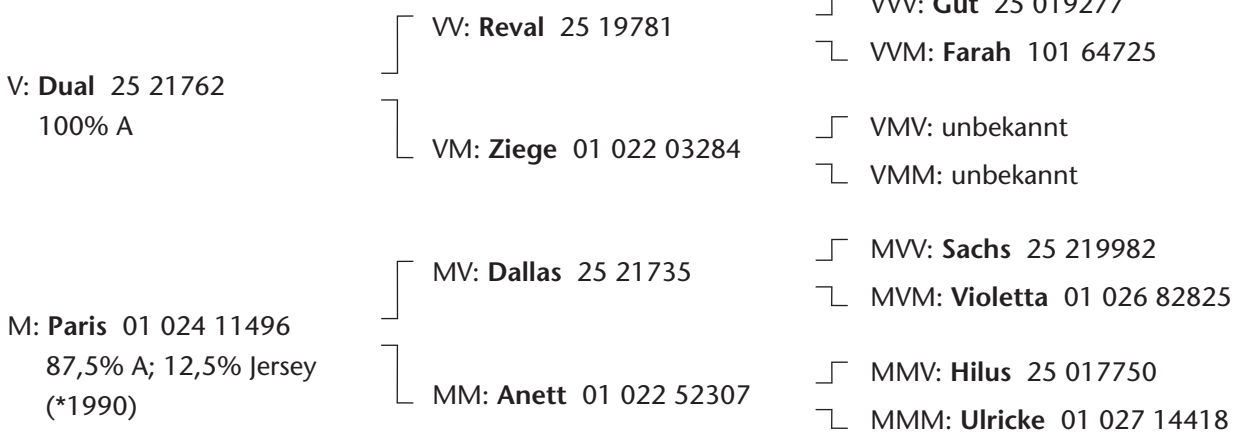 V: Dual 25 21762
100% A
M: Paris 01 024 11496
87,5% A; 12,5% Jersey
(*1990)
VV: Reval 25 19781
VM: Ziege 01 022 03284
MV: Dallas 25 21735
MM: Anett 01 022 52307
VVV: Gut 25 019277
VVM: Farah 101 64725
VMV: unbekannt
VMM: unbekannt
MVV: Sachs 25 219982
MVM: Violetta 01 026 82825
MMV: Hilus 25 017750
MMM: Ulricke 01 027 14418